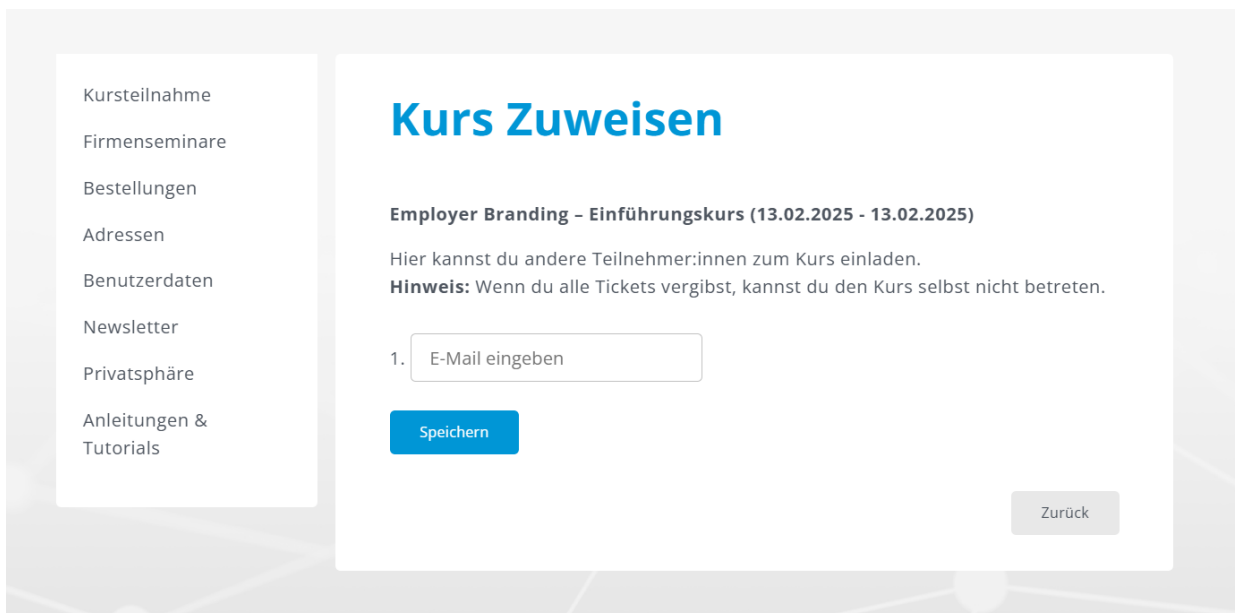 Kursteilnahme
Firmenseminare
Bestellungen
Adressen
Benutzerdaten
Newsletter
Privatsphäre
Anleitungen &
Tutorials
Kurs Zuweisen
Employer Branding – Einführungskurs (13.02.2025 - 13.02.2025)
Hier kannst du andere Teilnehmer:innen zum Kurs einladen.
Hinweis: Wenn du alle Tickets vergibst, kannst du den Kurs selbst nicht betreten.
1. E-Mail eingeben
Speichern
Zurück